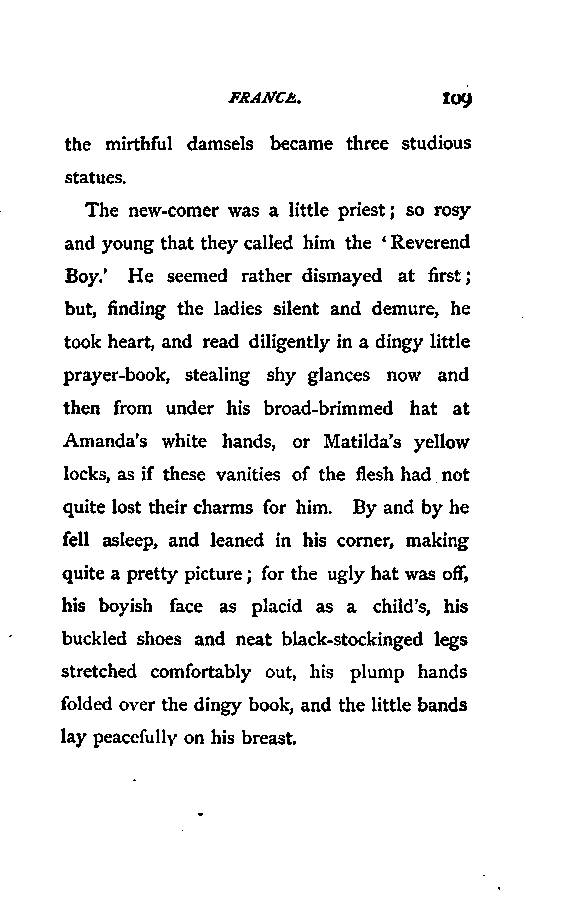 FRANCE. 109
the mirthful damsels became three studious
statues.
The new-comer was a little priest; so rosy
and young that they called him the 'Reverend
Boy.' He seemed rather dismayed at first;
but, finding the ladies silent and demure, he
took heart, and read diligently in a dingy little
prayer-book, stealing shy glances now and
then from under his broad-brimmed hat at
Amanda's white hands, or Matilda's yellow
locks, as if these vanities of the flesh had not
quite lost their charms for him. By and by he
fell asleep, and leaned in his corner, making
quite a pretty picture; for the ugly hat was off,
his boyish face as placid as a child's, his
buckled shoes and neat black-stockinged legs
stretched comfortably out, his plump hands
folded over the dingy book, and the little bands
lay peacefully on his breast.